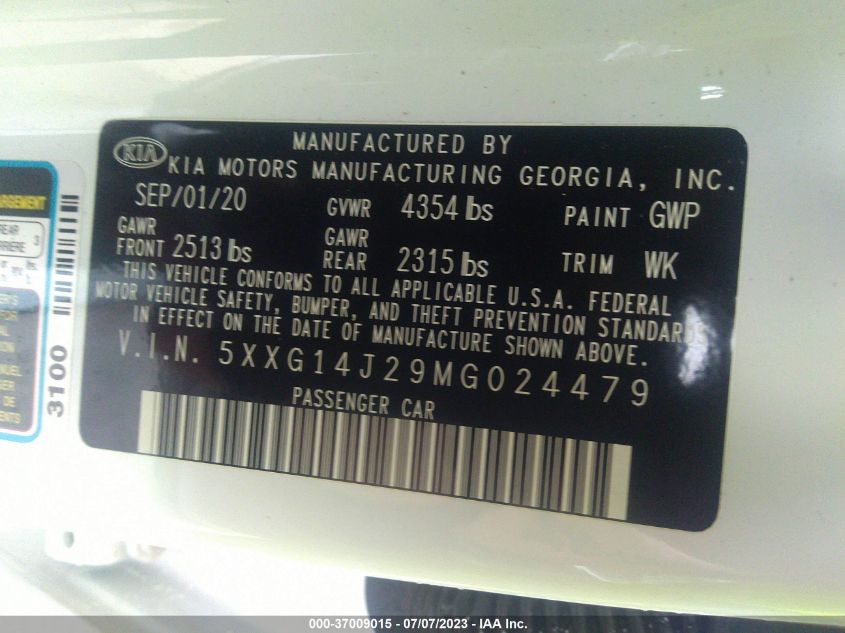 MANUFACTURED BY
KIA
KIA MOTORS MANUFACTURING GEORGIA, INC.
SEP/01/20 GVWR 4354 lbs PAINT GWP
GAWR FRONT 2513 lbs GAWR REAR 2315 lbs TRIM WK
THIS VEHICLE CONFORMS TO ALL APPLICABLE U.S.A. FEDERAL
MOTOR VEHICLE SAFETY, BUMPER, AND THEFT PREVENTION STANDARDS
IN EFFECT ON THE DATE OF MANUFACTURE SHOWN ABOVE.
V.I.N. 5XXG14J29MG024479
PASSENGER CAR
3100
REAR
3
DE
000-37009015 - 07/07/2023 - IAA Inc.